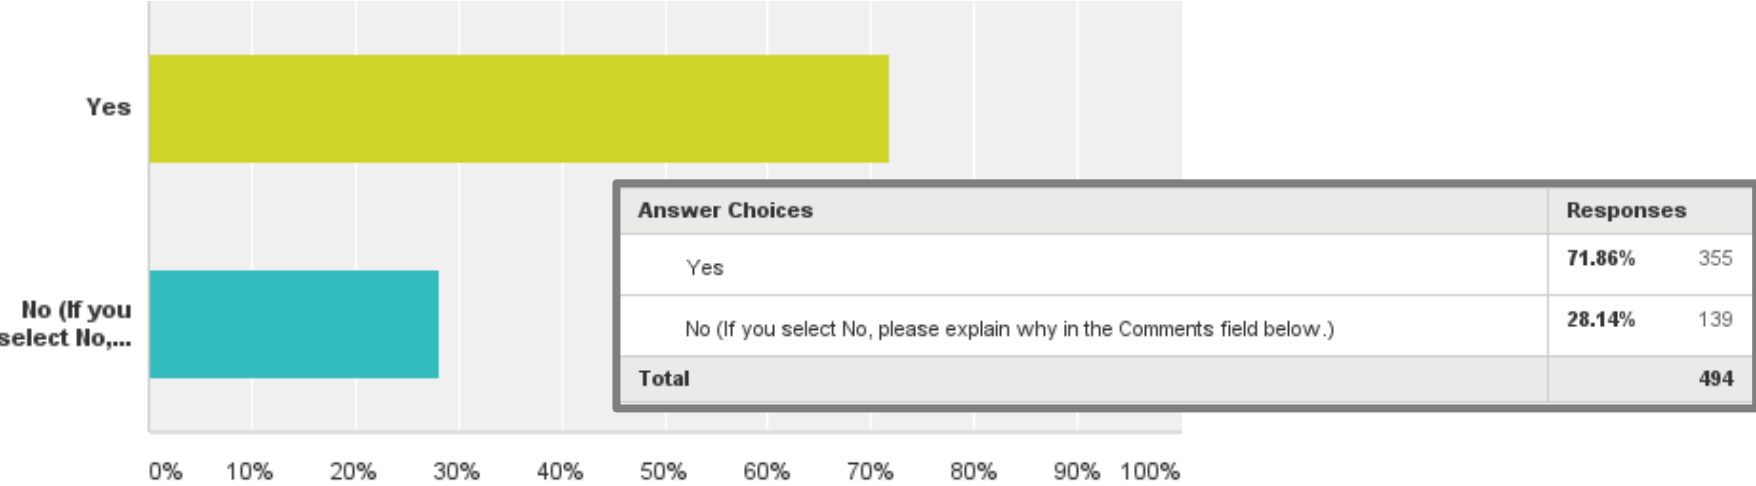 Yes
No (If you
select No,...
Answer Choices Responses
Yes 71.86% 355
No (If you select No, please explain why in the Comments field below.) 28.14% 139
Total 494
0% 10% 20% 30% 40% 50% 60% 70% 80% 90% 100%